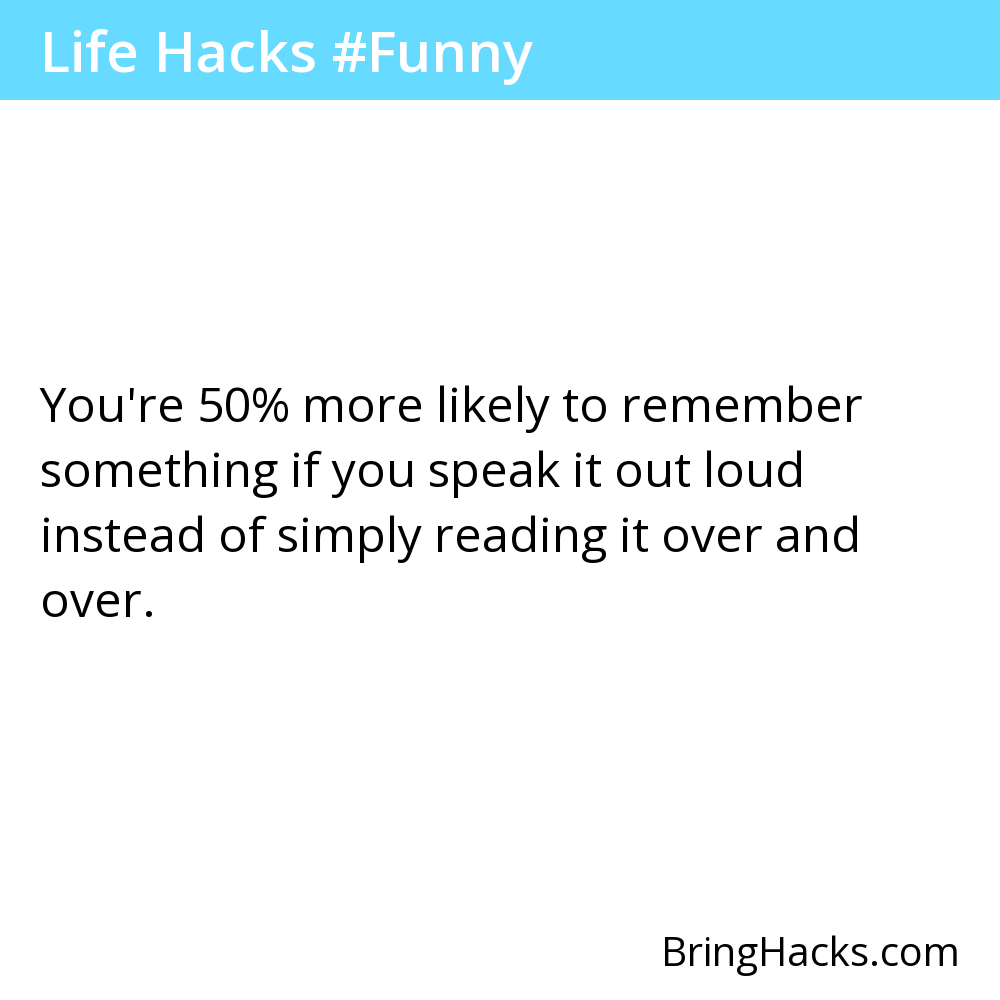 Life Hacks #Funny
You're 50% more likely to remember
something if you speak it out loud
instead of simply reading it over and
over.
BringHacks.com